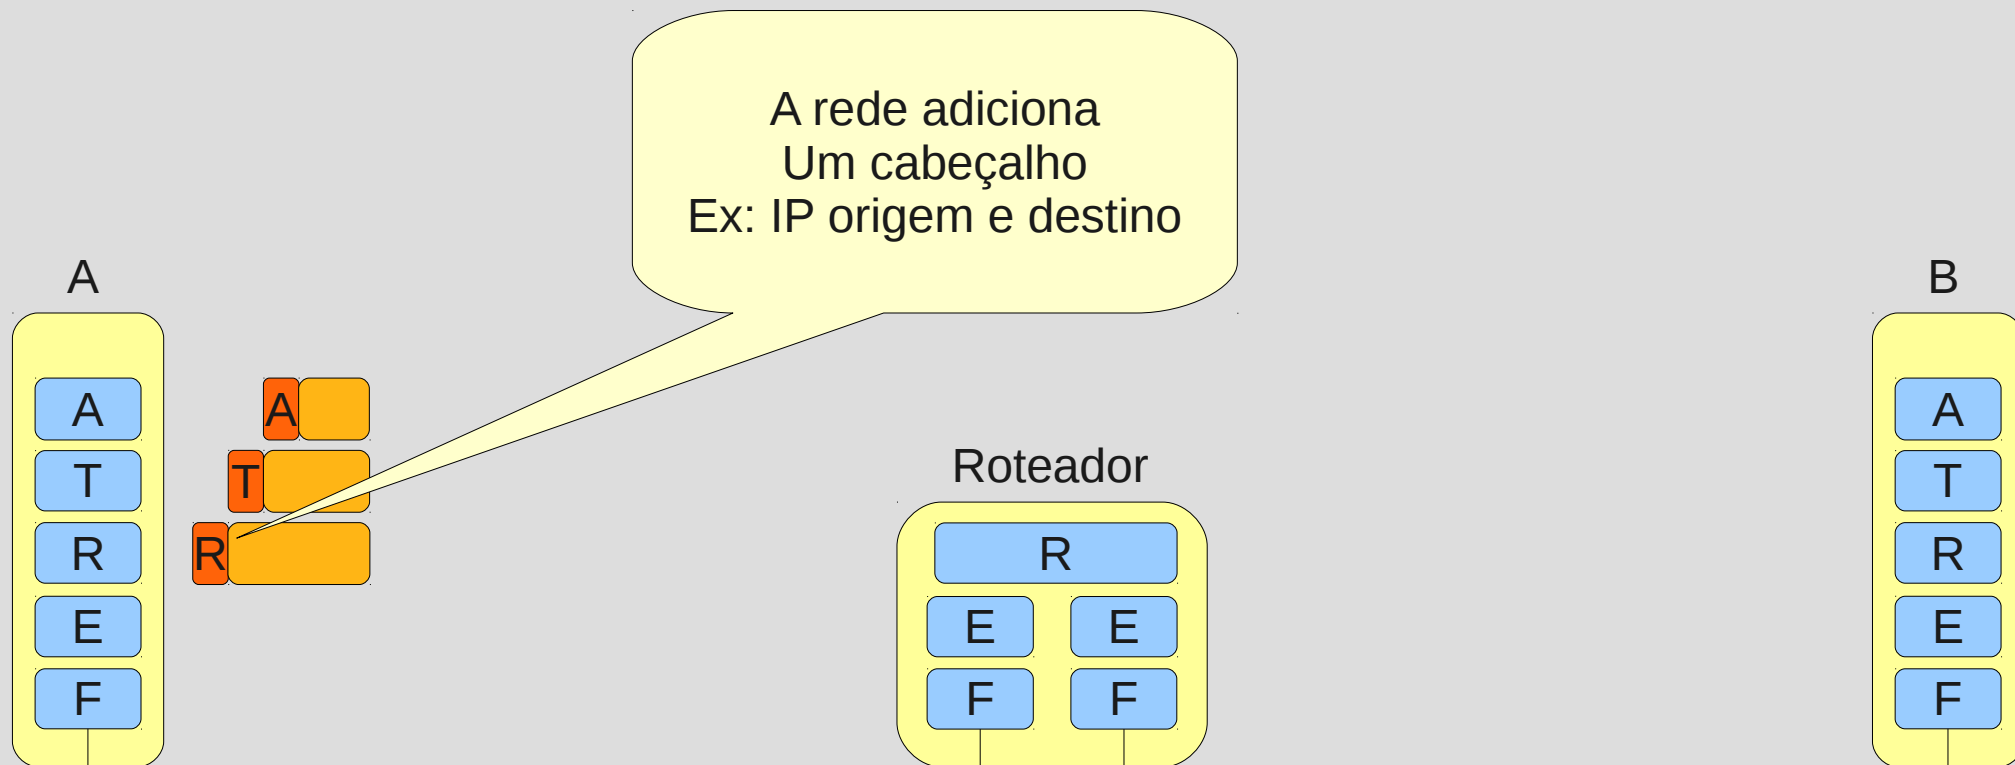 A rede adiciona
Um cabeçalho
Ex: IP origem e destino
A
B
A
A
A
T
T
T
Roteador
R
R
R
R
E
E
E
E
F
F
F
F